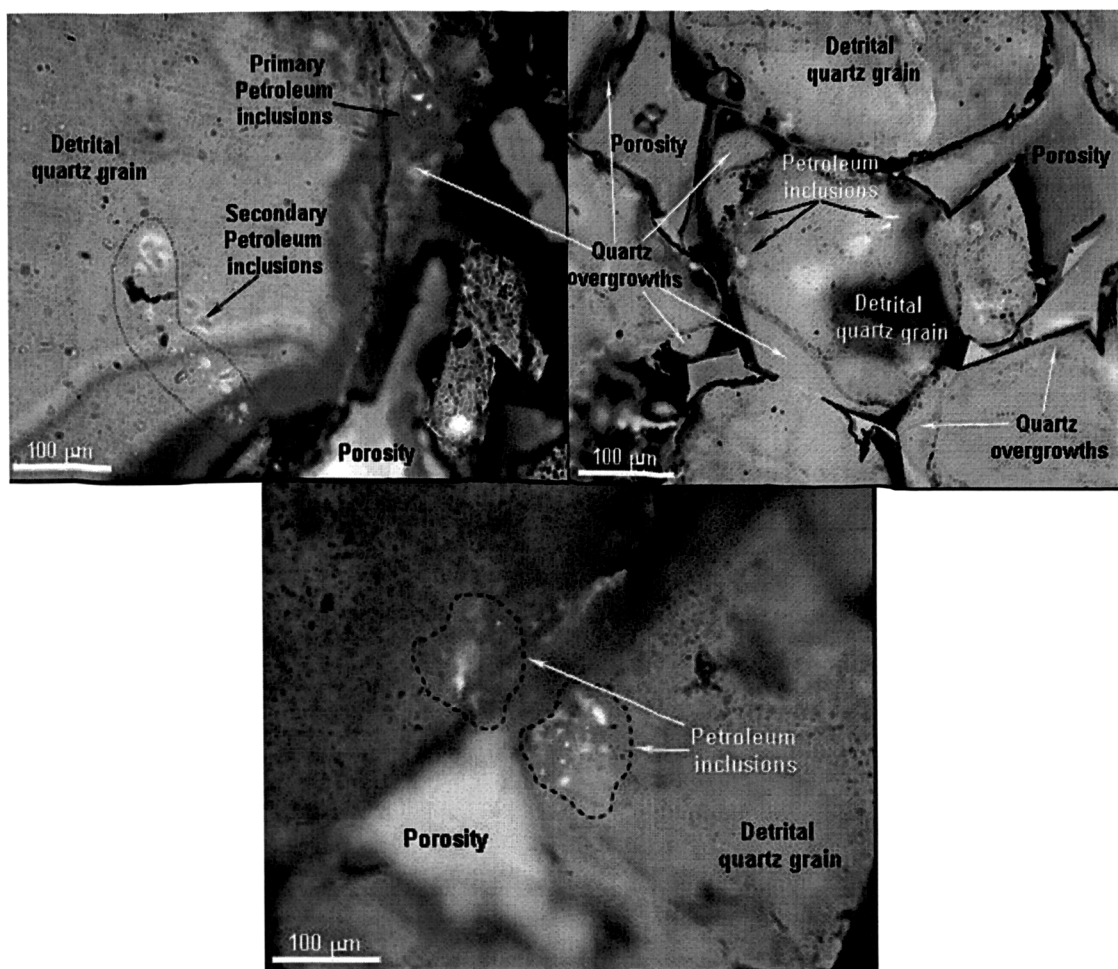 Primary
Petroleum
inclusions
Detrital
quartz grain
Secondary
Petroleum
inclusions
Porosity
100 µm
Detrital
quartz grain
Porosity
Porosity
Petroleum
inclusions
Quartz
overgrowths
Detrital
quartz grain
Quartz
overgrowths
100 µm
Petroleum
inclusions
Porosity
Detrital
quartz grain
100 µm